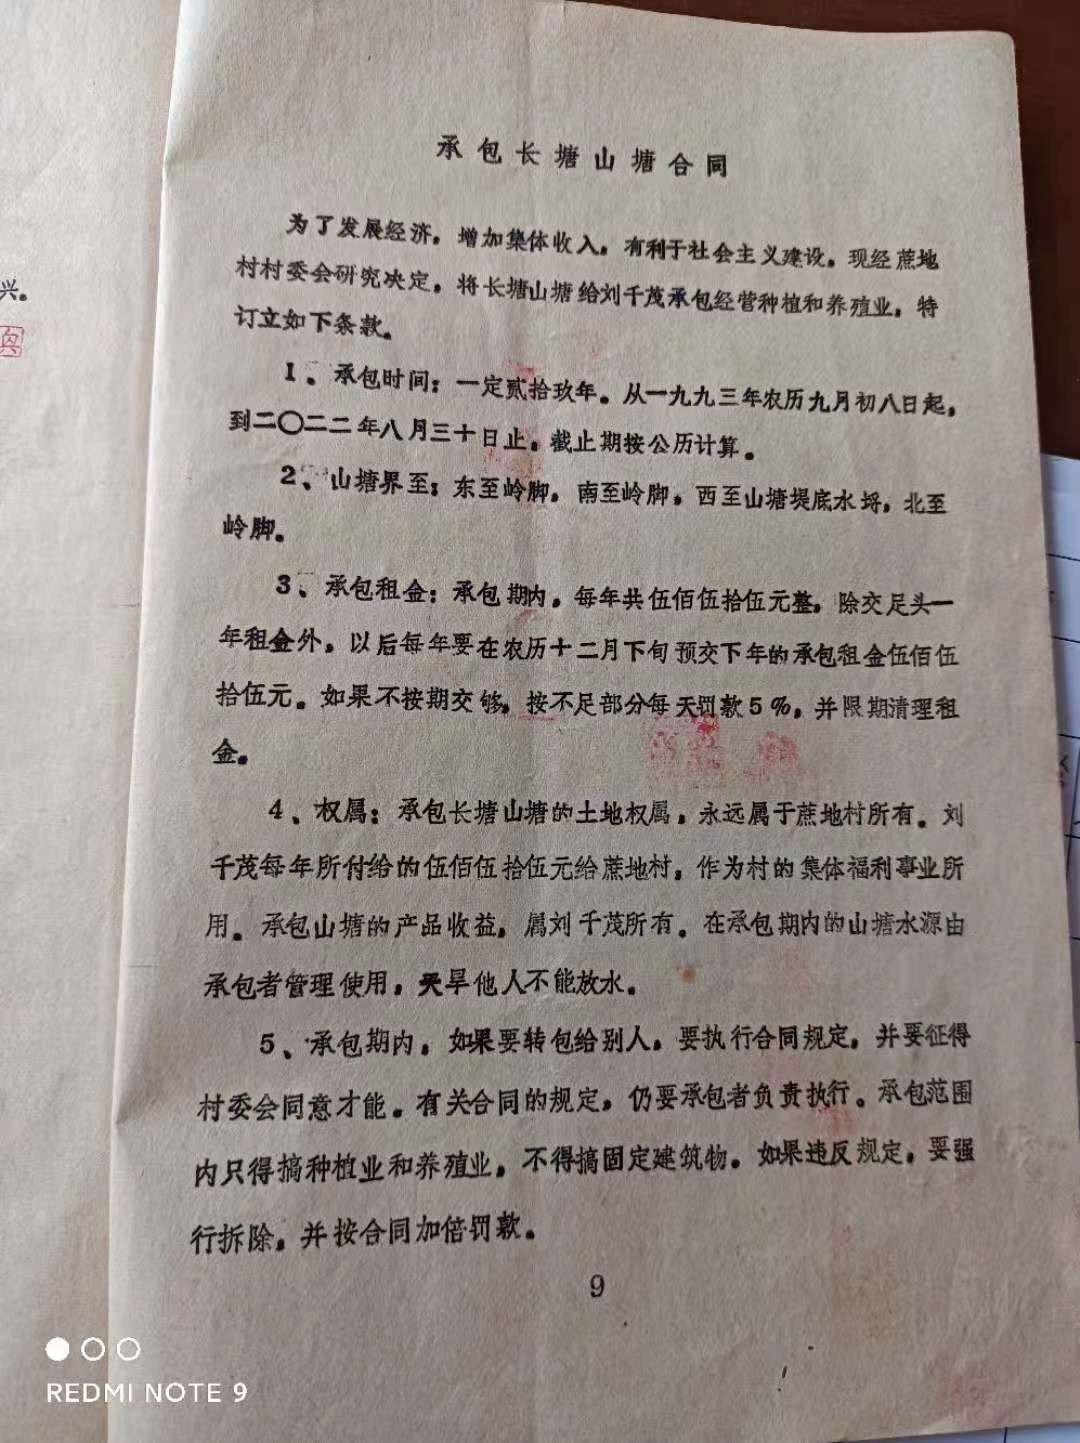 兴。
承包长塘山塘合同
为了发展经济，增加集体收入，有利于社会主义建设，现经蔗地
村村委会研究决定，将长塘山塘给刘千茂承包经营种植和养殖业，特
订立如下条款。
1、承包时间：一定贰拾玖年。从一九九三年农历九月初八日起，
到二〇二二年八月三十日止，截止期按公历计算。
2、山塘界至：东至岭脚，南至岭脚，西至山塘堤底水圩，北至
岭脚。
3、承包租金：承包期内，每年共伍佰伍拾伍元整，除交足头一
年租金外，以后每年要在农历十二月下旬预交下年的承包租金伍佰伍
拾伍元。如果不按期交够，按不足部分每天罚款5%，并限期清理租
金。
4、权属：承包长塘山塘的土地权属，永远属于蔗地村所有。刘
千茂每年所付给的伍佰伍拾伍元给蔗地村，作为村的集体福利事业所
用。承包山塘的产品收益，属刘千茂所有。在承包期内的山塘水源由
承包者管理使用，天旱他人不能放水。
5、承包期内，如果要转包给别人，要执行合同规定，并要征得
村委会同意才能。有关合同的规定，仍要承包者负责执行。承包范围
内只得搞种植业和养殖业，不得搞固定建筑物。如果违反规定，要强
行拆除，并按合同加倍罚款。
9
REDMI NOTE 9